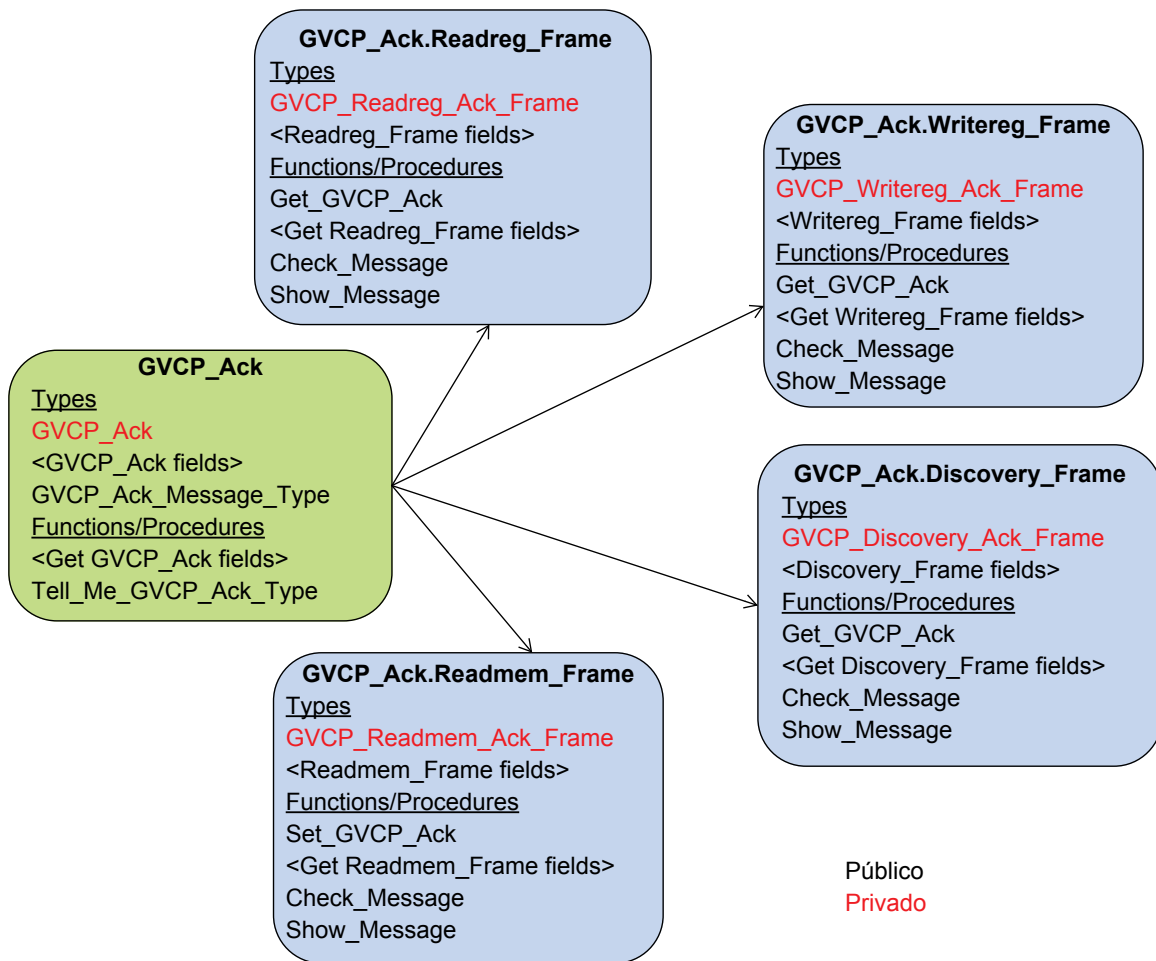 GVCP_Ack.Readreg_Frame
Types
GVCP_Readreg_Ack_Frame
<Readreg_Frame fields>
Functions/Procedures
Get_GVCP_Ack
<Get Readreg_Frame fields>
Check_Message
Show_Message
GVCP_Ack.Writereg_Frame
Types
GVCP_Writereg_Ack_Frame
<Writereg_Frame fields>
Functions/Procedures
Get_GVCP_Ack
<Get Writereg_Frame fields>
Check_Message
Show_Message
GVCP_Ack
Types
GVCP_Ack
<GVCP_Ack fields>
GVCP_Ack_Message_Type
Functions/Procedures
<Get GVCP_Ack fields>
Tell_Me_GVCP_Ack_Type
GVCP_Ack.Discovery_Frame
Types
GVCP_Discovery_Ack_Frame
<Discovery_Frame fields>
Functions/Procedures
Get_GVCP_Ack
<Get Discovery_Frame fields>
Check_Message
Show_Message
GVCP_Ack.Readmem_Frame
Types
GVCP_Readmem_Ack_Frame
<Readmem_Frame fields>
Functions/Procedures
Set_GVCP_Ack
<Get Readmem_Frame fields>
Check_Message
Show_Message
Público
Privado